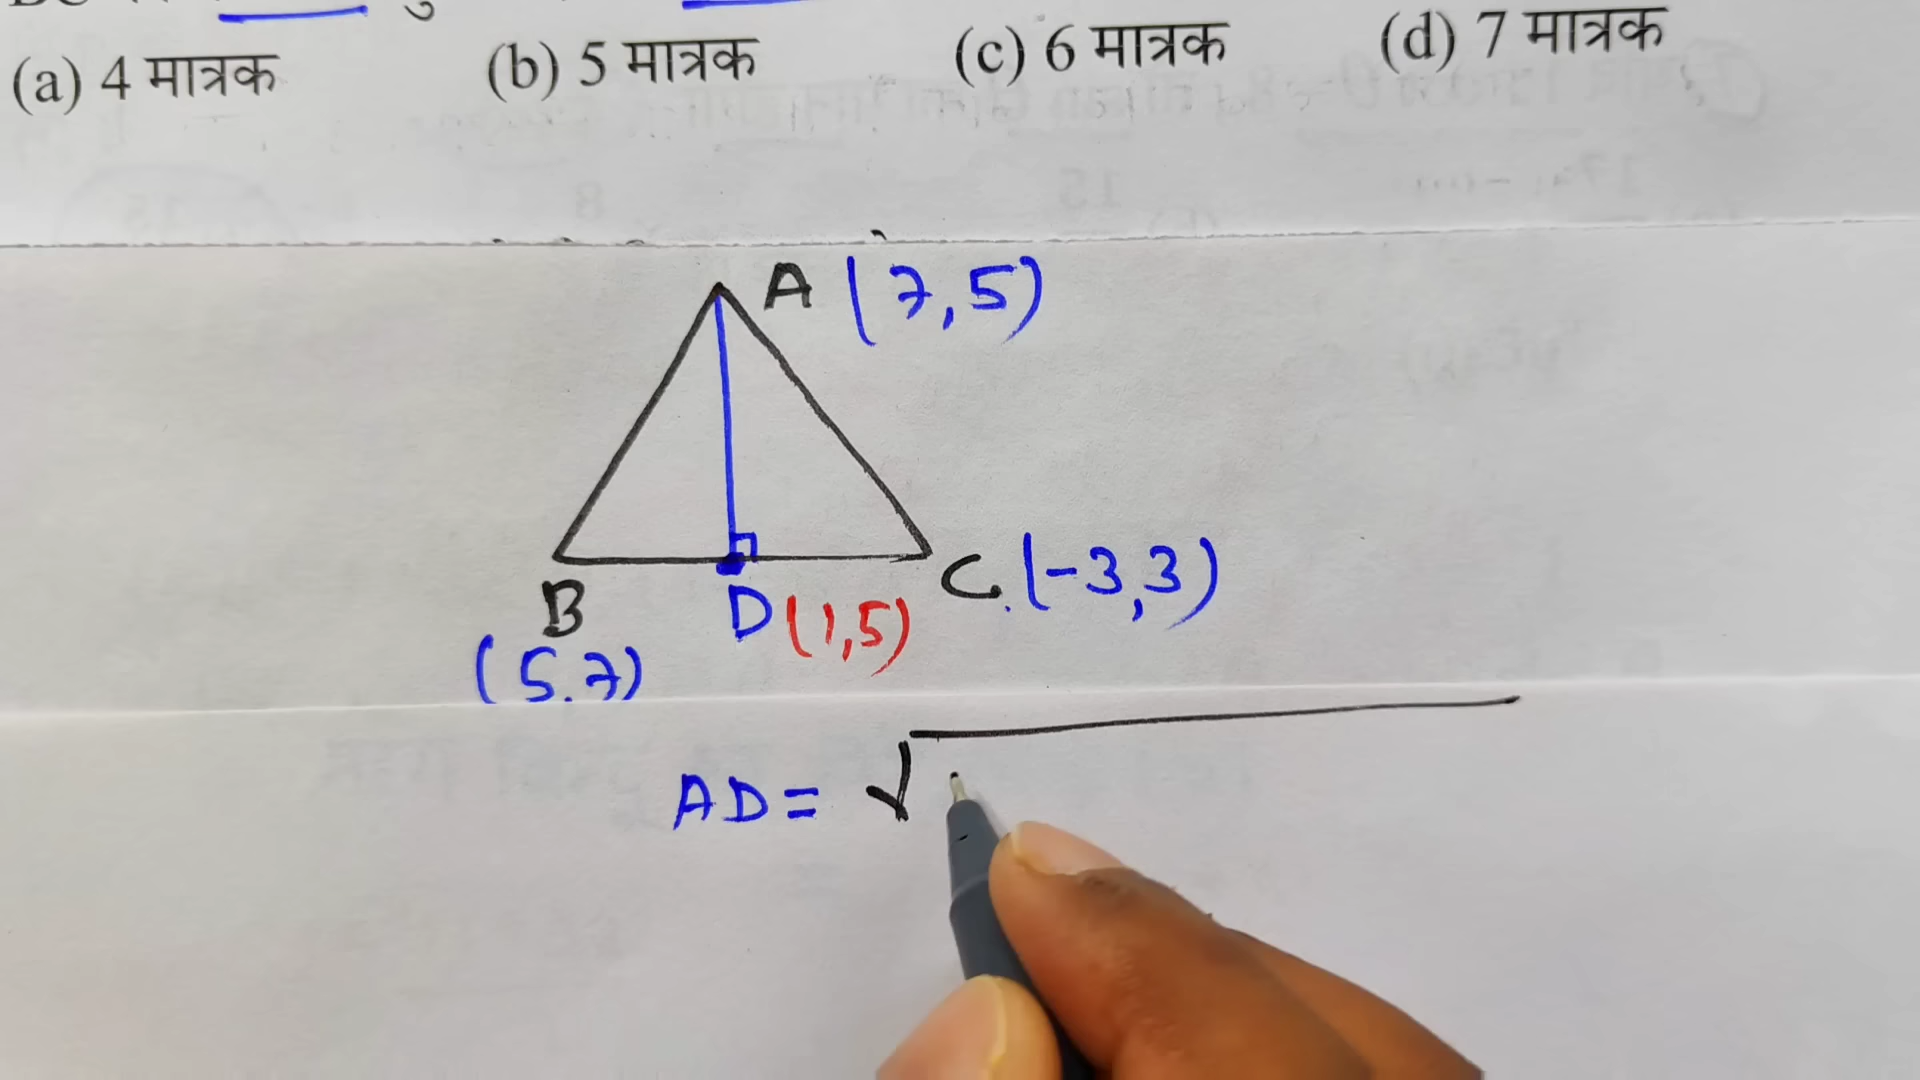 (a) 4 मात्रक (b) 5 मात्रक (c) 6 मात्रक (d) 7 मात्रक
A (7,5)
B
(5.7)
D (1,5)
C. (-3,3)
AD = √